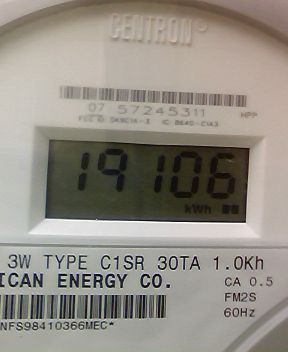 CENTRON®
07 57245311 HPP
19106
kWh
3W TYPE C1SR 30TA 1.0Kh
ICAN ENERGY CO.
CA 0.5
FM2S
60Hz
NFS98410366MEC*